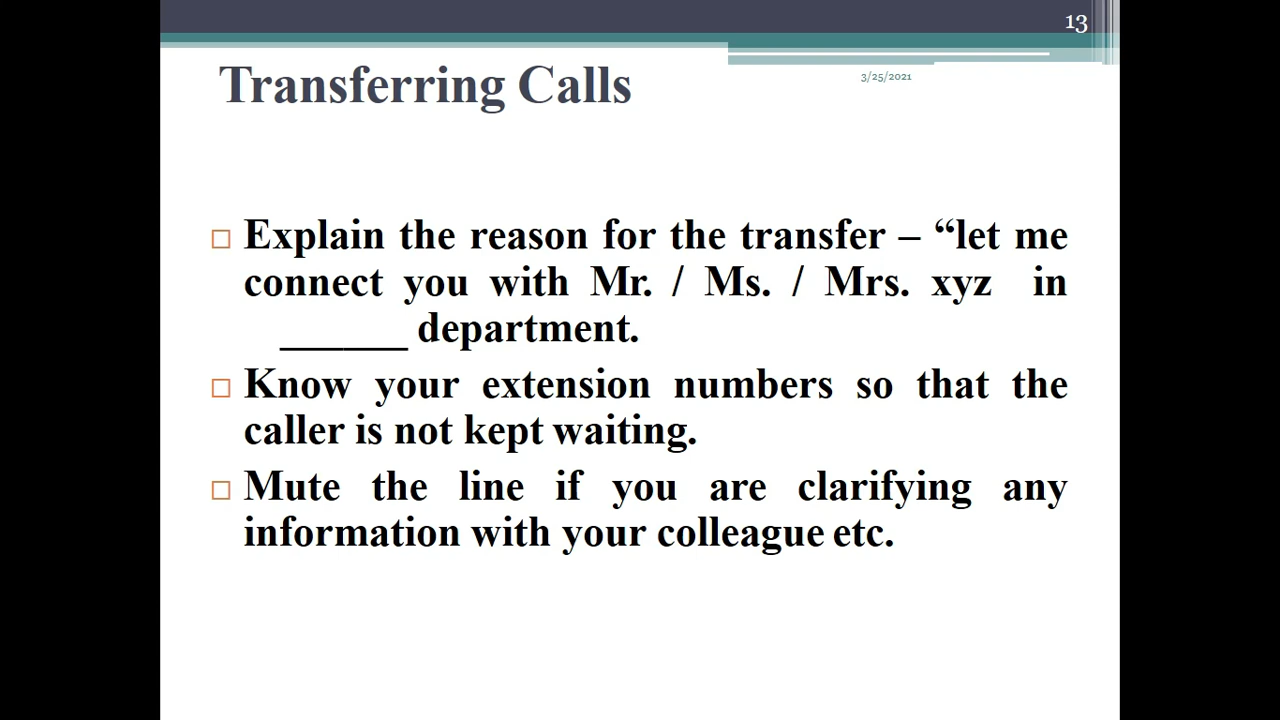 13
Transferring Calls
3/25/2021
Explain the reason for the transfer – “let me
connect you with Mr. / Ms. / Mrs. xyz in
______ department.
Know your extension numbers so that the
caller is not kept waiting.
Mute the line if you are clarifying any
information with your colleague etc.